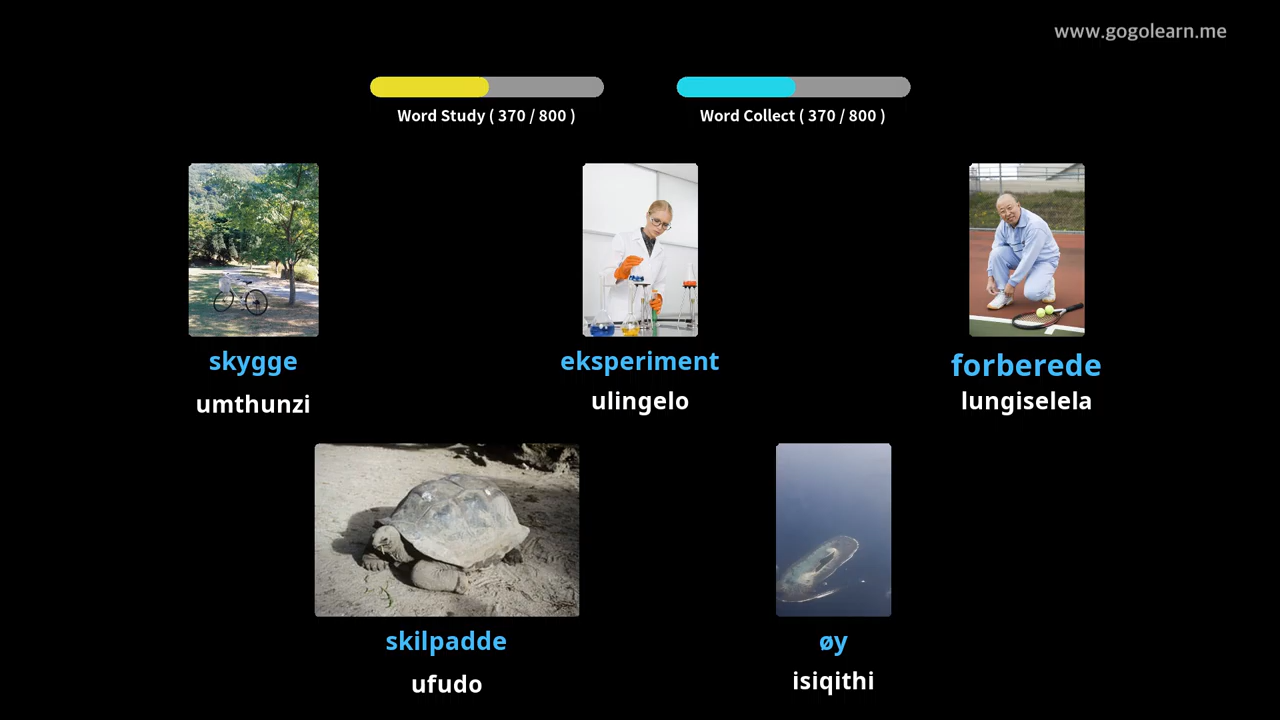 www.gogolearn.me
Word Study ( 370 / 800 )
Word Collect ( 370 / 800 )
skygge
umthunzi
eksperiment
ulingelo
forberede
lungiselela
skilpadde
ufudo
øy
isiqithi